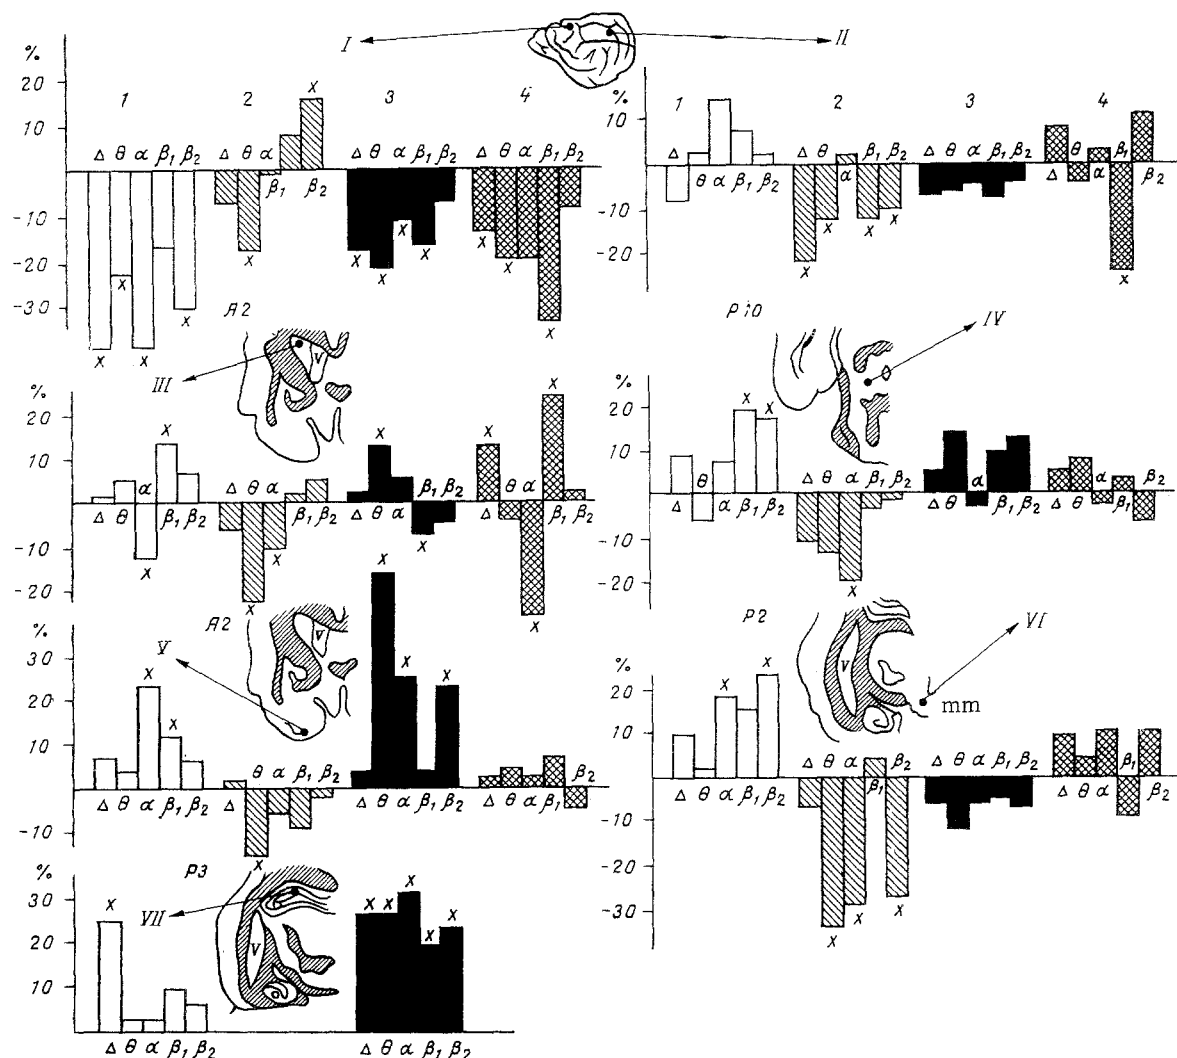 I II
%
20
10
-10
-20
-30
1 2 3 4
Δ θ α β₁ β₂
Δ θ α β₁ β₂
Δ θ α β₁ β₂
Δ θ α β₁ β₂
x x x x
x x
x x x x
x x x
%
10
-10
-20
1 2 3 4
Δ θ α β₁ β₂
Δ θ α β₁ β₂
Δ θ α β₁ β₂
Δ θ α β₁ β₂
x x x x
x
A2
III
V
%
20
10
-10
-20
Δ θ α β₁ β₂
Δ θ α β₁ β₂
Δ θ α β₁ β₂
Δ θ α β₁ β₂
x x
x x
x x
x x x
P10
IV
%
20
10
-10
-20
Δ θ α β₁ β₂
Δ θ α β₁ β₂
Δ θ α β₁ β₂
Δ θ α β₁ β₂
x x
x
A2
V
V
%
30
20
10
-10
Δ θ α β₁ β₂
Δ θ α β₁ β₂
Δ θ α β₁ β₂
Δ θ α β₁ β₂
x x
x
x x x
P2
VI
V
mm
%
20
10
-10
-20
-30
Δ θ α β₁ β₂
Δ θ α β₁ β₂
Δ θ α β₁ β₂
Δ θ α β₁ β₂
x x
x x x
P3
VII
V
%
30
20
10
x
x x x x x
Δ θ α β₁ β₂
Δ θ α β₁ β₂